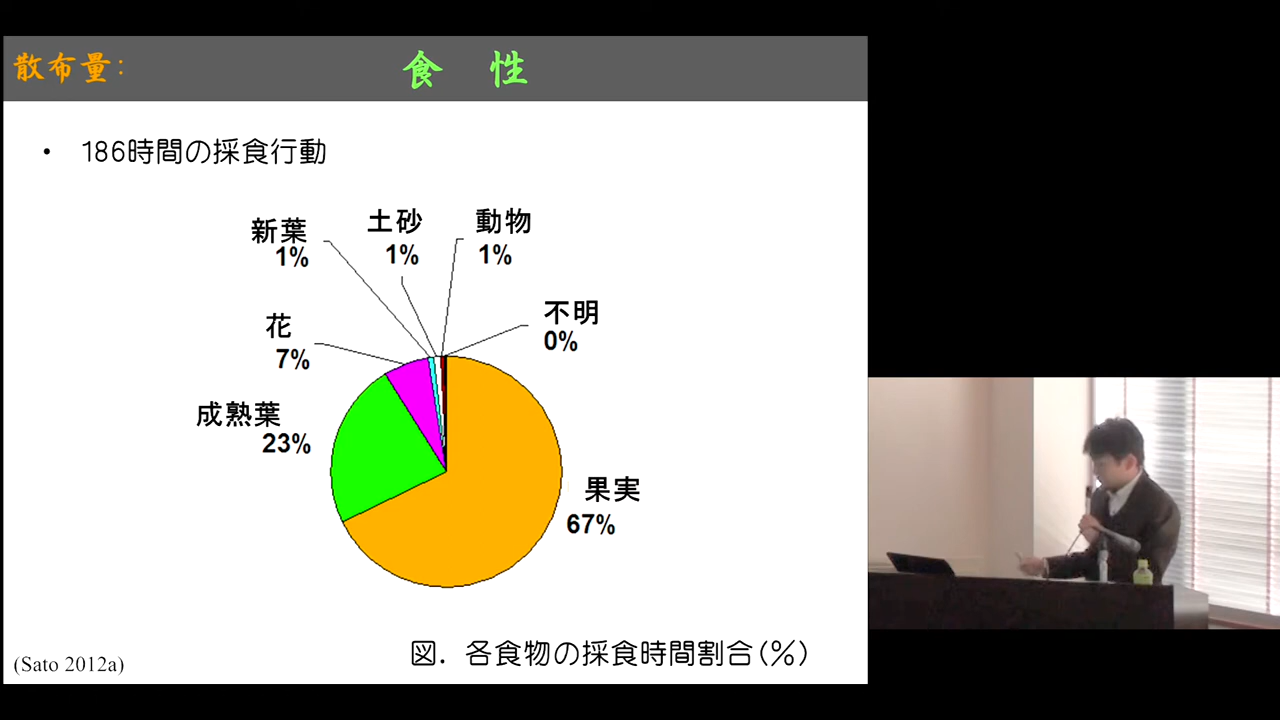 散布量:
食 性
• 186時間の採食行動
新葉
1%
土砂
1%
動物
1%
不明
0%
花
7%
成熟葉
23%
果実
67%
(Sato 2012a)
図. 各食物の採食時間割合(%)